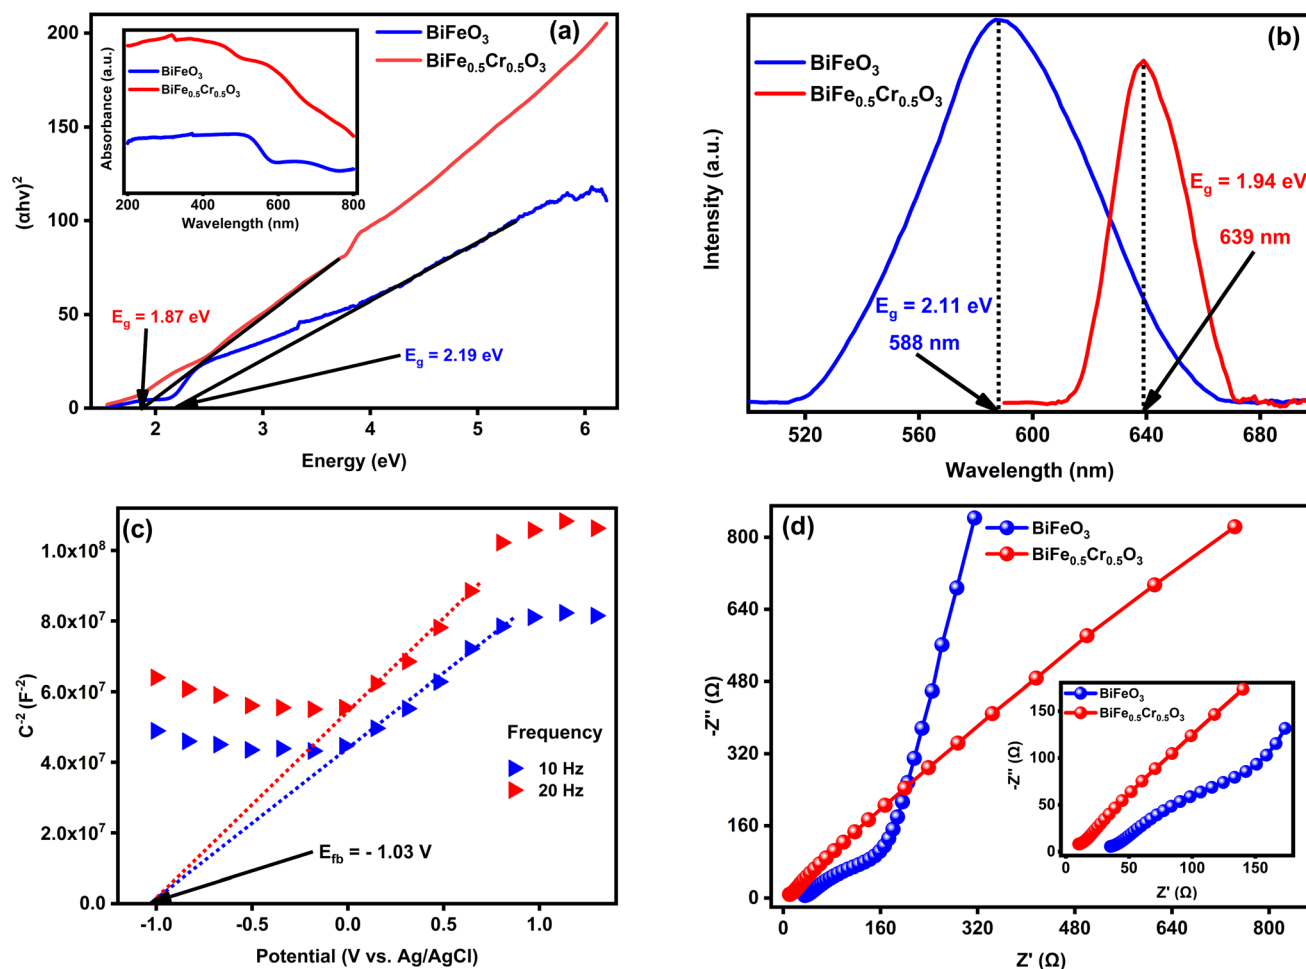 (a)
BiFeO3
BiFe0.5Cr0.5O3
200
150
100
50
0
(αhν)²
2
3
4
5
6
Energy (eV)
Eg = 1.87 eV
Eg = 2.19 eV
Absorbance (a.u.)
BiFeO3
BiFe0.5Cr0.5O3
200
400
600
800
Wavelength (nm)
(b)
BiFeO3
BiFe0.5Cr0.5O3
Intensity (a.u.)
Eg = 1.94 eV
639 nm
Eg = 2.11 eV
588 nm
520
560
600
640
680
Wavelength (nm)
(c)
1.0x10⁸
8.0x10⁷
6.0x10⁷
4.0x10⁷
2.0x10⁷
0.0
C⁻² (F⁻²)
Frequency
10 Hz
20 Hz
Efb = - 1.03 V
-1.0
-0.5
0.0
0.5
1.0
Potential (V vs. Ag/AgCl)
(d)
BiFeO3
BiFe0.5Cr0.5O3
800
640
480
320
160
0
-Z'' (Ω)
0
160
320
480
640
800
Z' (Ω)
BiFeO3
BiFe0.5Cr0.5O3
150
100
50
0
-Z'' (Ω)
0
50
100
150
Z' (Ω)